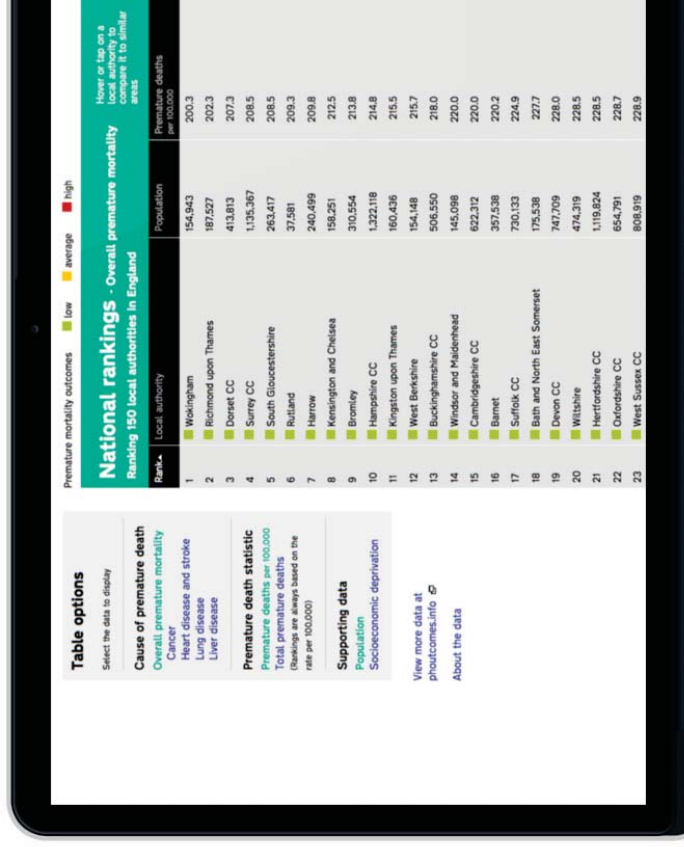 Table options
Select the data to display
Cause of premature death
Overall premature mortality
Cancer
Heart disease and stroke
Lung disease
Liver disease
Premature death statistic
Premature deaths per 100,000
Total premature deaths
(Rankings are always based on the
rate per 100,000)
Supporting data
Population
Socioeconomic deprivation
View more data at
phoutcomes.info
About the data
Premature mortality outcomes low average high
National rankings - Overall premature mortality
Ranking 150 local authorities in England
Hover or tap on a
local authority to
compare it to similar
areas
Rank Local authority Population Premature deaths
per 100,000
1 Wokingham 154,943 200.3
2 Richmond upon Thames 187,527 202.3
3 Dorset CC 413,813 207.3
4 Surrey CC 1,135,367 208.5
5 South Gloucestershire 263,417 208.5
6 Rutland 37,581 209.3
7 Harrow 240,499 209.8
8 Kensington and Chelsea 158,251 212.5
9 Bromley 310,554 213.8
10 Hampshire CC 1,322,118 214.8
11 Kingston upon Thames 160,436 215.5
12 West Berkshire 154,148 215.7
13 Buckinghamshire CC 506,550 218.0
14 Windsor and Maidenhead 145,098 220.0
15 Cambridgeshire CC 622,312 220.0
16 Barnet 357,538 220.2
17 Suffolk CC 730,133 224.9
18 Bath and North East Somerset 175,538 227.7
19 Devon CC 747,709 228.0
20 Wiltshire 474,319 228.5
21 Hertfordshire CC 1,119,824 228.5
22 Oxfordshire CC 654,791 228.7
23 West Sussex CC 808,919 228.9